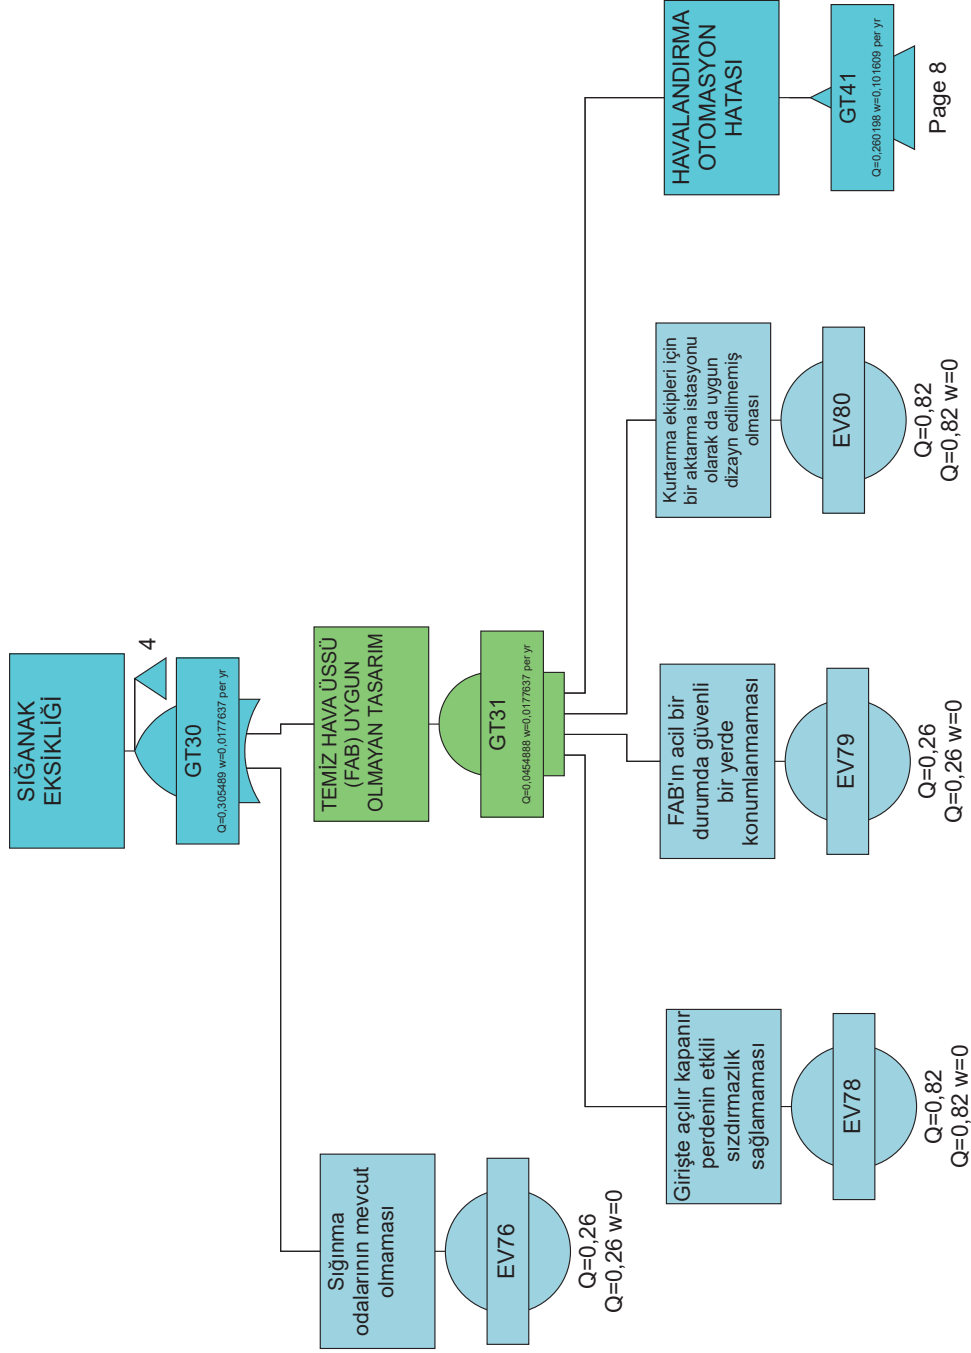 SIĞANAK
EKSİKLİĞİ
4
GT30
Q=0,305489 w=0,0177637 per yr
Sığınma
odalarının mevcut
olmaması
EV76
Q=0,26
Q=0,26 w=0
TEMİZ HAVA ÜSSÜ
(FAB) UYGUN
OLMAYAN TASARIM
GT31
Q=0,0454888 w=0,0177637 per yr
Girişte açılır kapanır
perdenin etkili
sızdırmazlık
sağlamaması
EV78
Q=0,82
Q=0,82 w=0
FAB'ın acil bir
durumda güvenli
bir yerde
konumlanmaması
EV79
Q=0,26
Q=0,26 w=0
Kurtarma ekipleri için
bir aktarma istasyonu
olarak da uygun
dizayn edilmemiş
olması
EV80
Q=0,82
Q=0,82 w=0
HAVALANDIRMA
OTOMASYON
HATASI
GT41
Q=0,260198 w=0,101609 per yr
Page 8